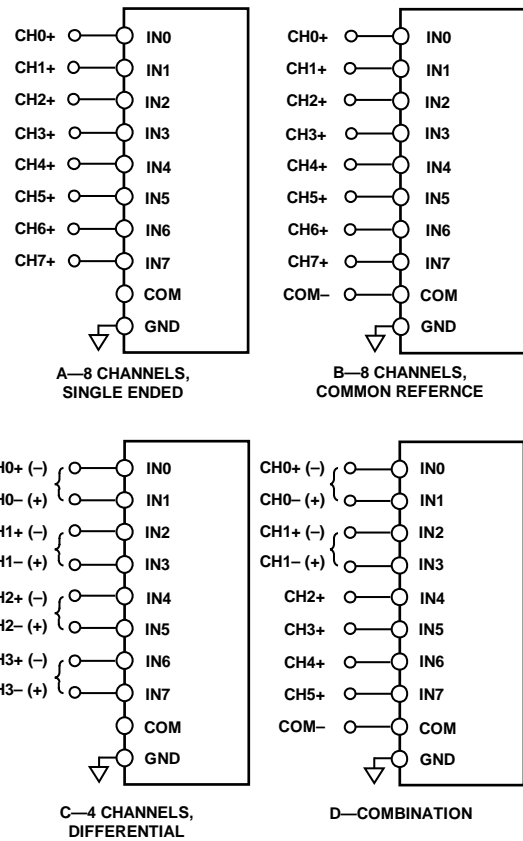 CH0+ IN0
CH1+ IN1
CH2+ IN2
CH3+ IN3
CH4+ IN4
CH5+ IN5
CH6+ IN6
CH7+ IN7
COM
GND
A—8 CHANNELS,
SINGLE ENDED
CH0+ IN0
CH1+ IN1
CH2+ IN2
CH3+ IN3
CH4+ IN4
CH5+ IN5
CH6+ IN6
CH7+ IN7
COM– COM
GND
B—8 CHANNELS,
COMMON REFERNCE
H0+ (–) IN0
H0– (+) IN1
H1+ (–) IN2
H1– (+) IN3
H2+ (–) IN4
H2– (+) IN5
H3+ (–) IN6
H3– (+) IN7
COM
GND
C—4 CHANNELS,
DIFFERENTIAL
CH0+ (–) IN0
CH0– (+) IN1
CH1+ (–) IN2
CH1– (+) IN3
CH2+ IN4
CH3+ IN5
CH4+ IN6
CH5+ IN7
COM– COM
GND
D—COMBINATION